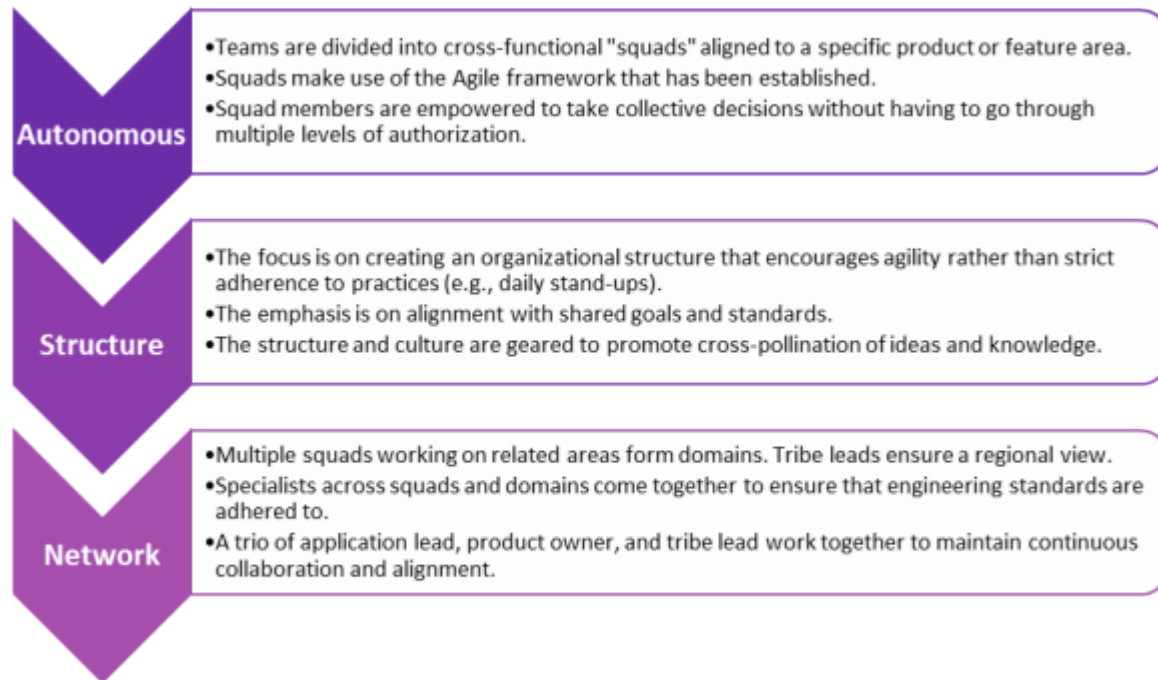 Autonomous
•Teams are divided into cross-functional "squads" aligned to a specific product or feature area.
•Squads make use of the Agile framework that has been established.
•Squad members are empowered to take collective decisions without having to go through
multiple levels of authorization.
Structure
•The focus is on creating an organizational structure that encourages agility rather than strict
adherence to practices (e.g., daily stand-ups).
•The emphasis is on alignment with shared goals and standards.
•The structure and culture are geared to promote cross-pollination of ideas and knowledge.
Network
•Multiple squads working on related areas form domains. Tribe leads ensure a regional view.
•Specialists across squads and domains come together to ensure that engineering standards are
adhered to.
•A trio of application lead, product owner, and tribe lead work together to maintain continuous
collaboration and alignment.